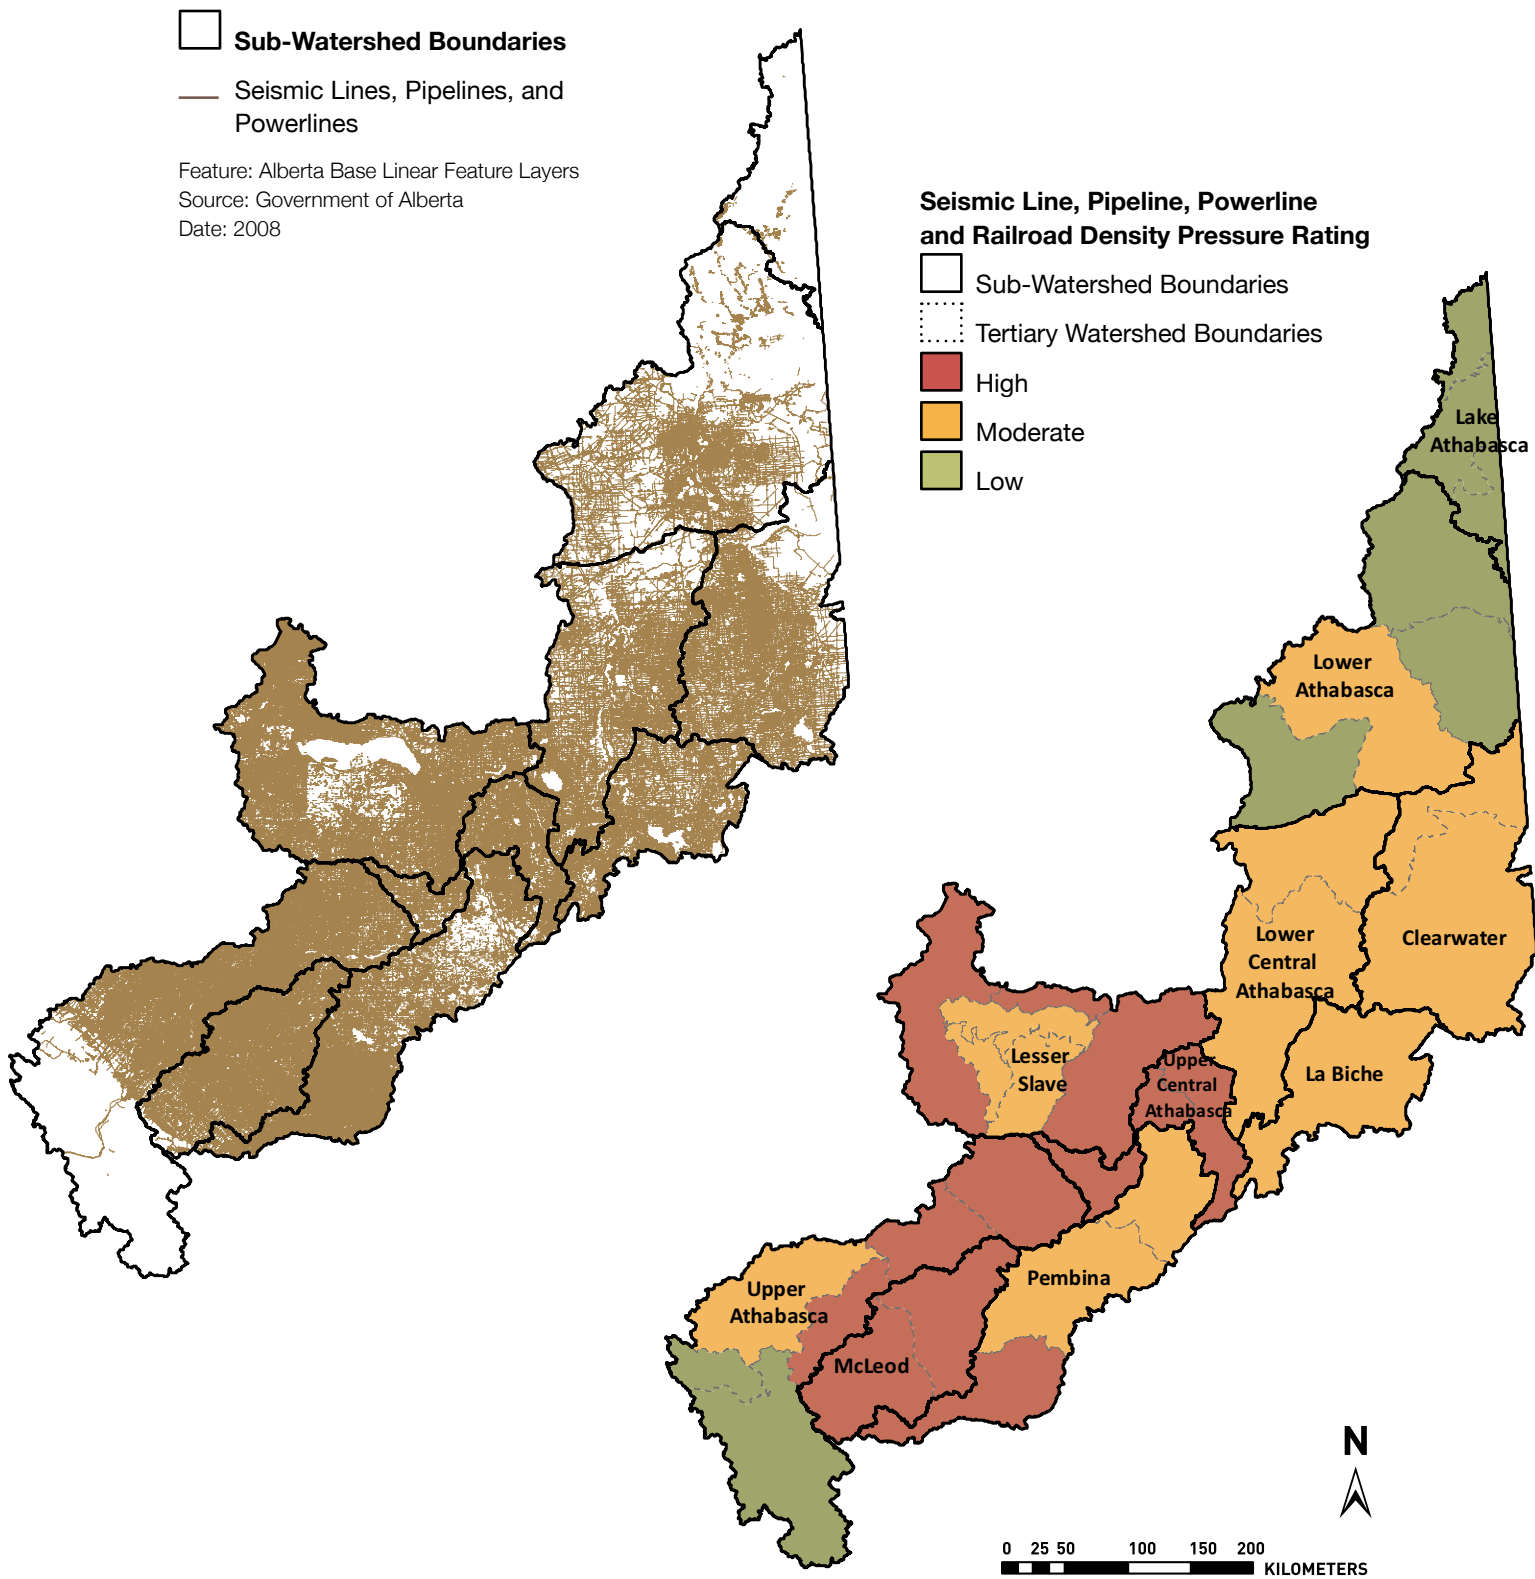 Sub-Watershed Boundaries
Seismic Lines, Pipelines, and
Powerlines
Feature: Alberta Base Linear Feature Layers
Source: Government of Alberta
Date: 2008
Seismic Line, Pipeline, Powerline
and Railroad Density Pressure Rating
Sub-Watershed Boundaries
Tertiary Watershed Boundaries
High
Moderate
Low
Lake
Athabasca
Lower
Athabasca
Lower
Central
Athabasca
Clearwater
Lesser
Slave
Upper
Central
Athabasca
La Biche
Pembina
Upper
Athabasca
McLeod
N
0 25 50 100 150 200
KILOMETERS